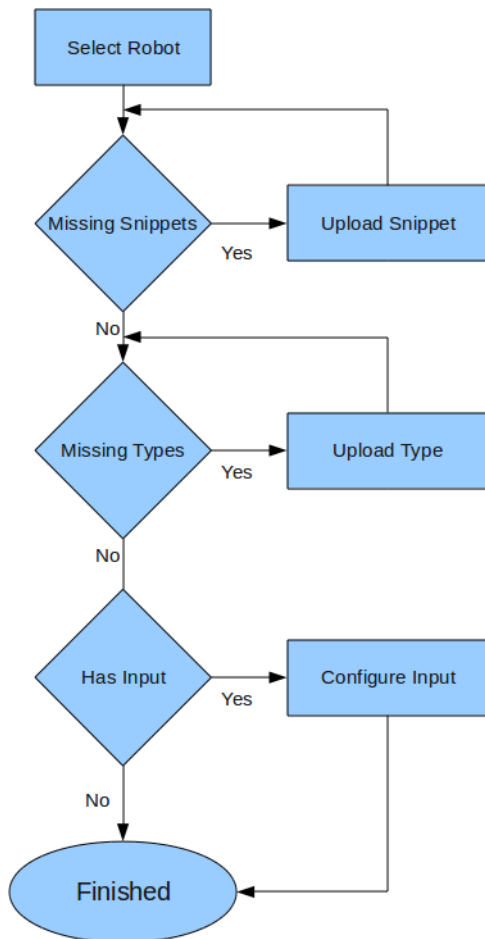 Select Robot
Missing Snippets
Yes
Upload Snippet
No
Missing Types
Yes
Upload Type
No
Has Input
Yes
Configure Input
No
Finished